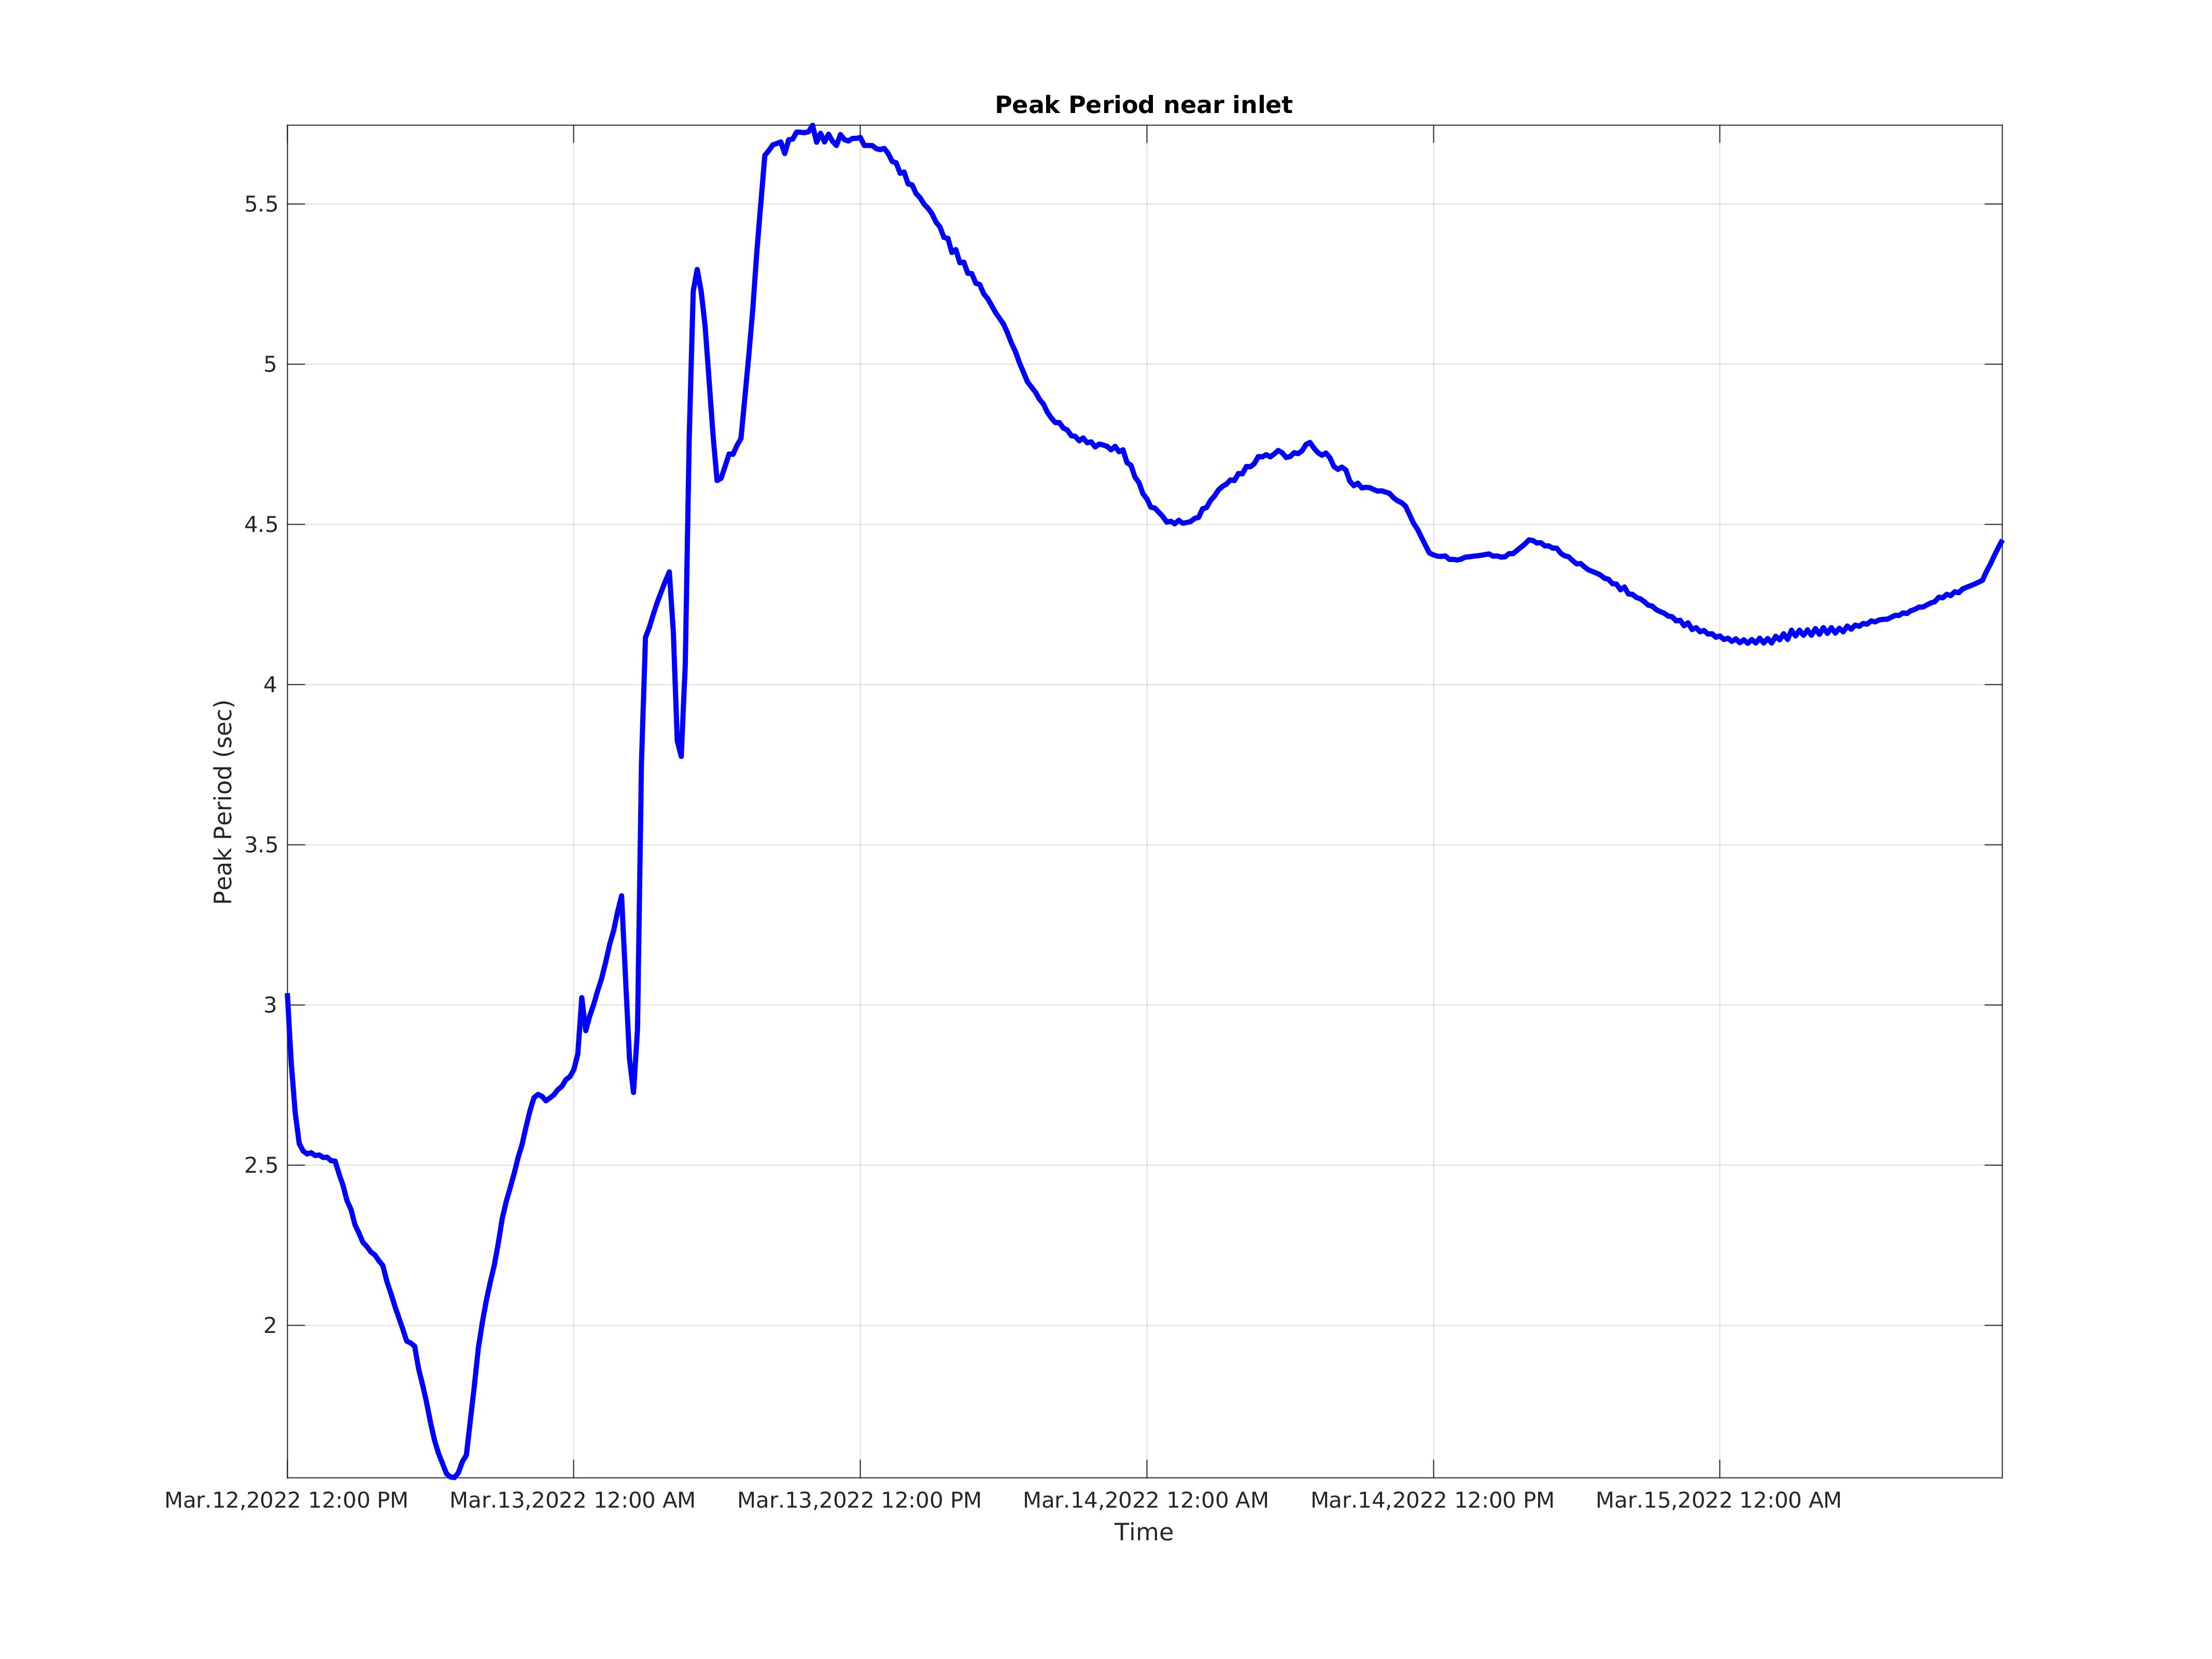 Peak Period near inlet
5.5
5
4.5
4
3.5
3
2.5
2
Peak Period (sec)
Mar.12,2022 12:00 PM
Mar.13,2022 12:00 AM
Mar.13,2022 12:00 PM
Mar.14,2022 12:00 AM
Mar.14,2022 12:00 PM
Mar.15,2022 12:00 AM
Time